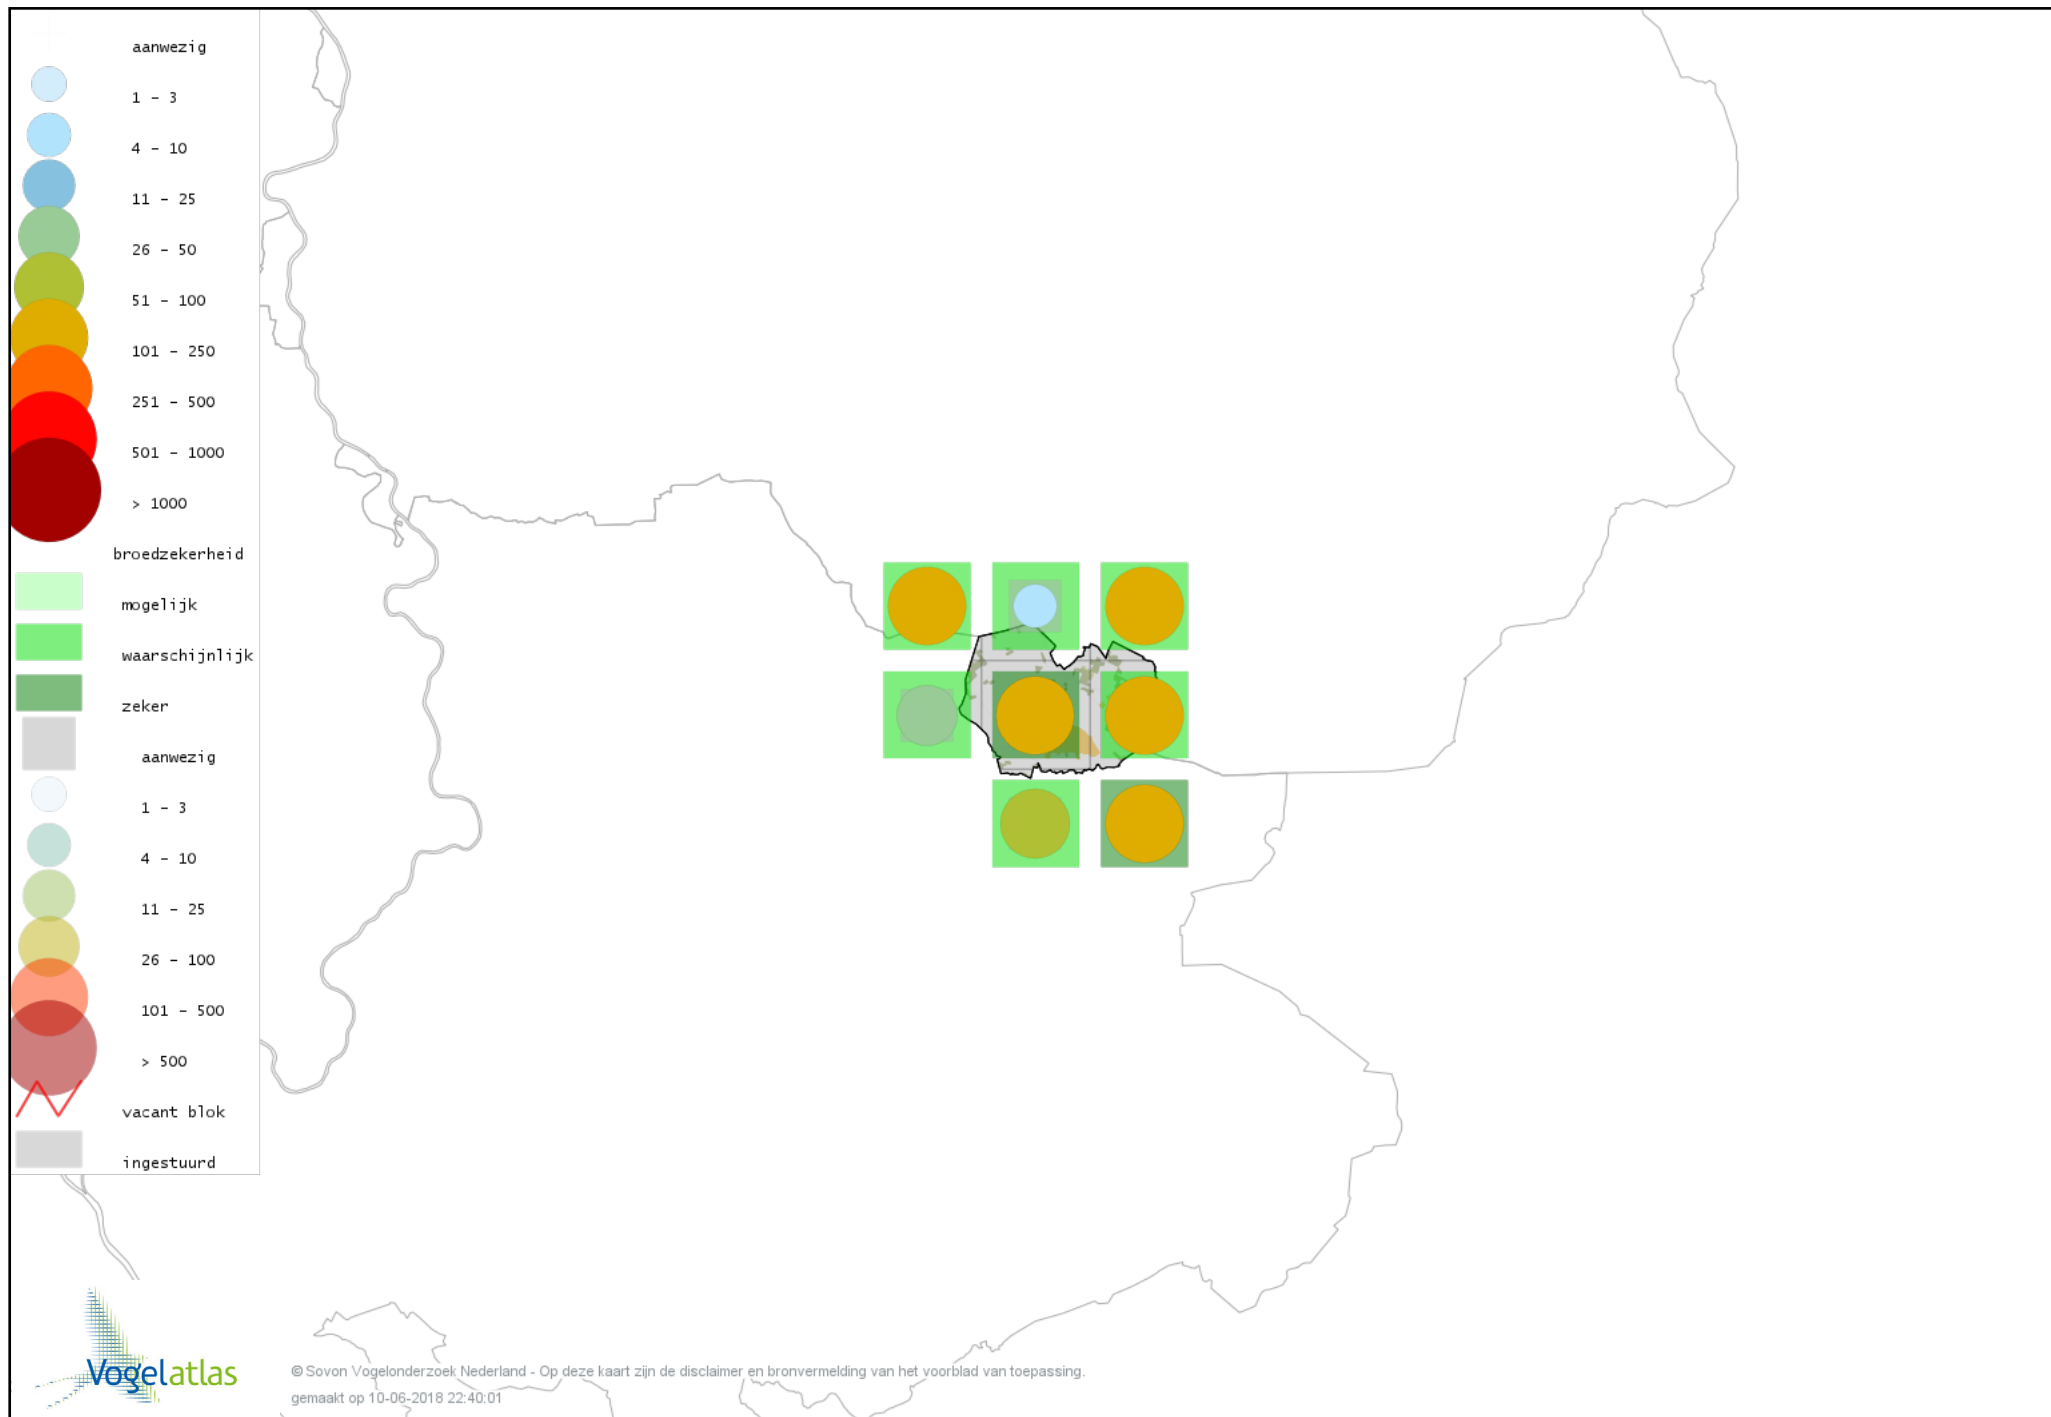 aanwezig
1 - 3
4 - 10
11 - 25
26 - 50
51 - 100
101 - 250
251 - 500
501 - 1000
> 1000
broedzekerheid
mogelijk
waarschijnlijk
zeker
aanwezig
1 - 3
4 - 10
11 - 25
26 - 100
101 - 500
> 500
vacant blok
ingestuurd
Vogelatlas
© Sovon Vogelonderzoek Nederland - Op deze kaart zijn de disclaimer en bronvermelding van het voorblad van toepassing.
gemaakt op 10-06-2018 22:40:01